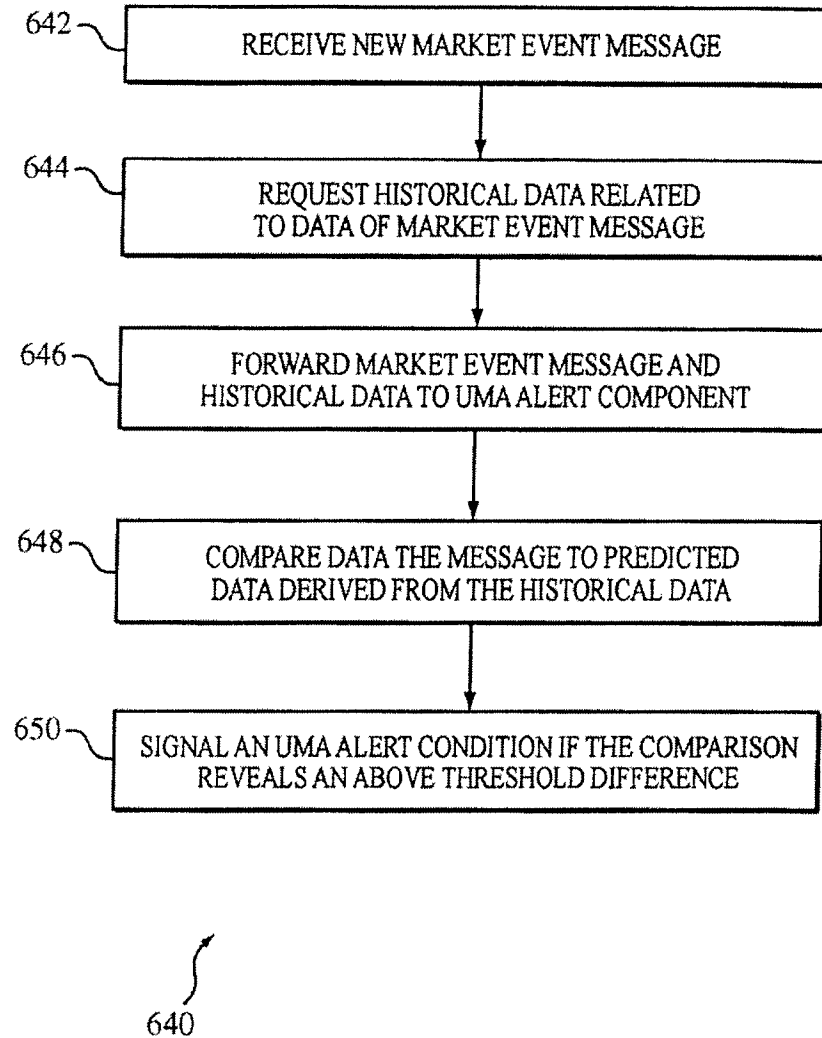 642
RECEIVE NEW MARKET EVENT MESSAGE
644
REQUEST HISTORICAL DATA RELATED
TO DATA OF MARKET EVENT MESSAGE
646
FORWARD MARKET EVENT MESSAGE AND
HISTORICAL DATA TO UMA ALERT COMPONENT
648
COMPARE DATA THE MESSAGE TO PREDICTED
DATA DERIVED FROM THE HISTORICAL DATA
650
SIGNAL AN UMA ALERT CONDITION IF THE COMPARISON
REVEALS AN ABOVE THRESHOLD DIFFERENCE
640